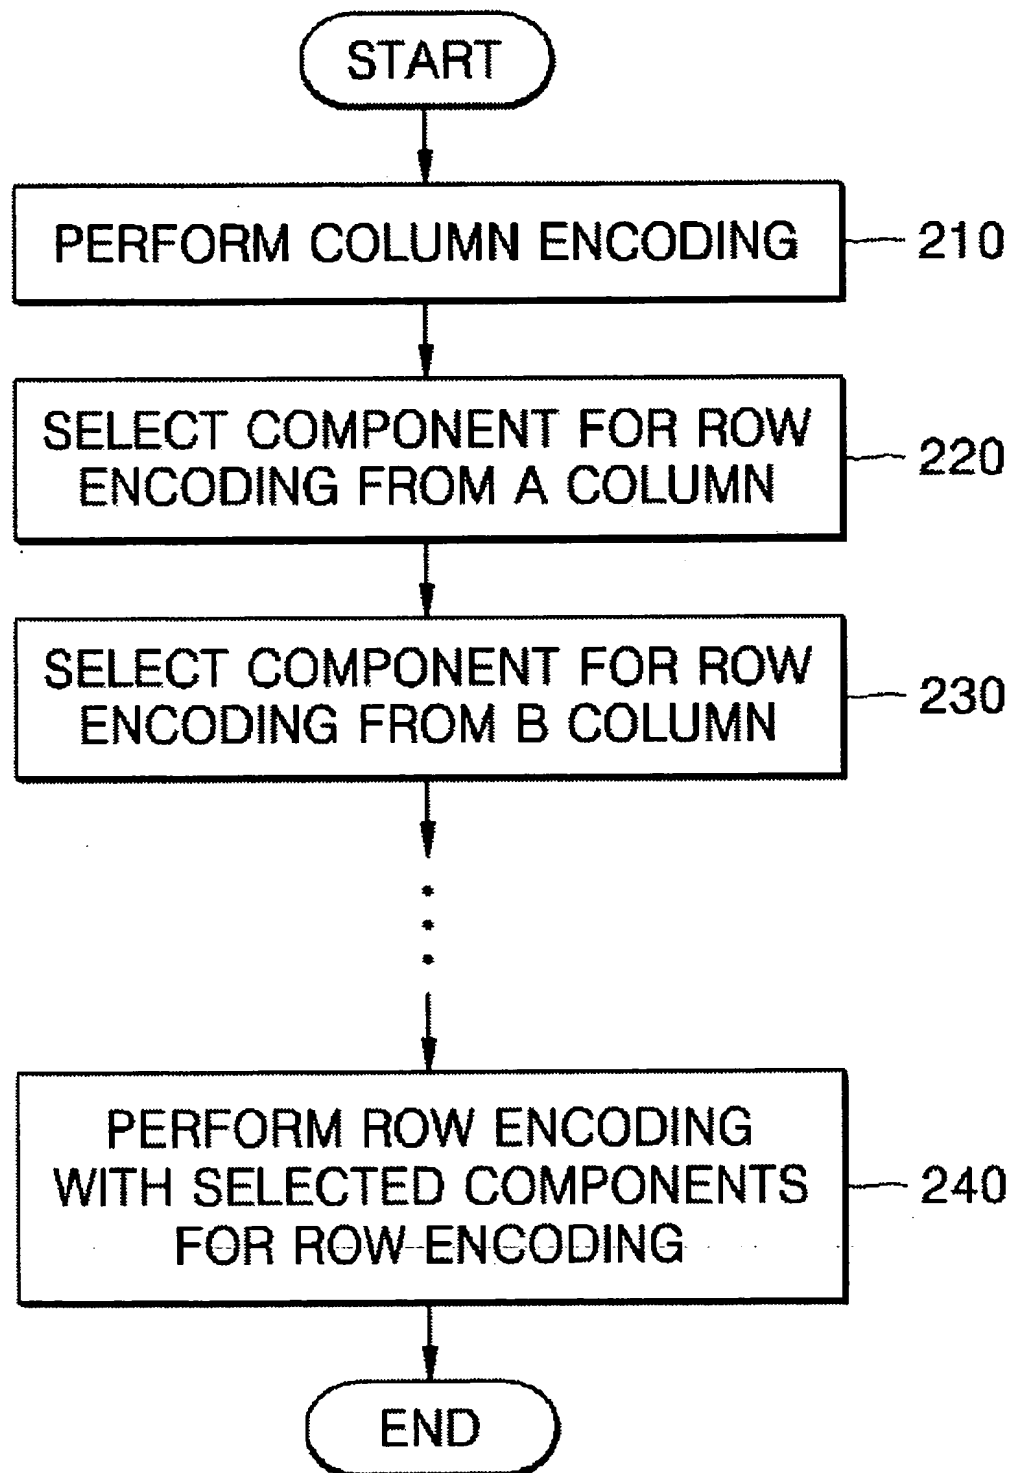 START
PERFORM COLUMN ENCODING
210
SELECT COMPONENT FOR ROW
ENCODING FROM A COLUMN
220
SELECT COMPONENT FOR ROW
ENCODING FROM B COLUMN
230
PERFORM ROW ENCODING
WITH SELECTED COMPONENTS
FOR ROW ENCODING
240
END